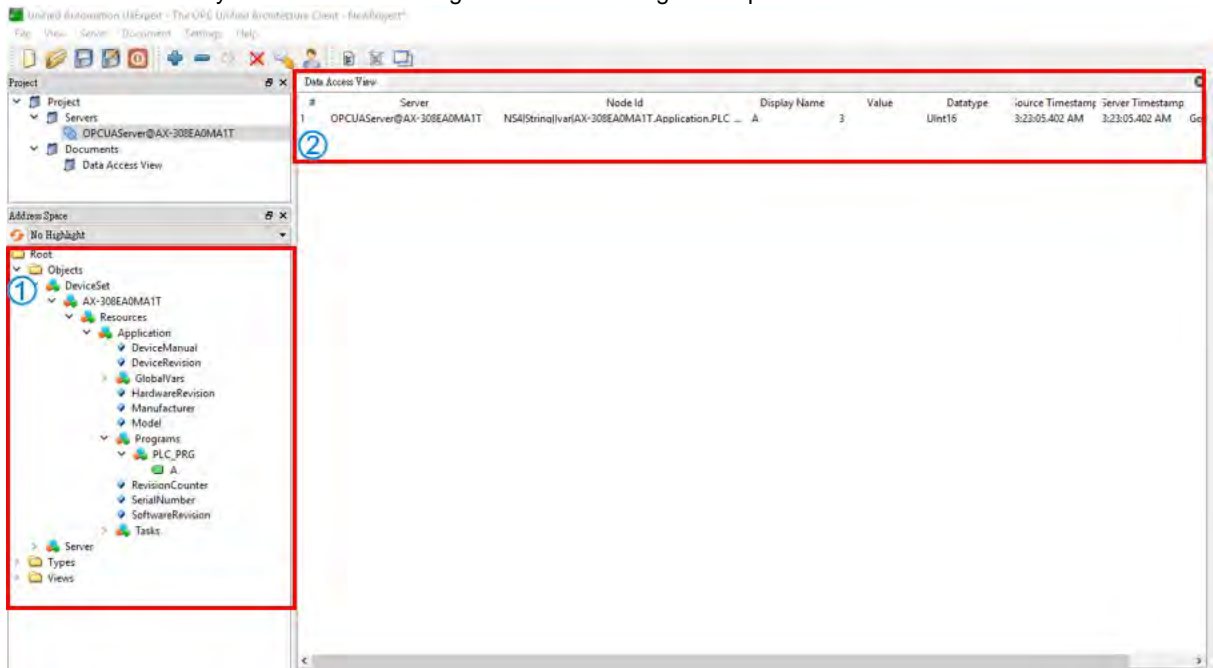 Unified Automation UaExpert - The OPC Unified Architecture Client - NewProject*
File View Server Document Settings Help
Project
Project
Servers
OPCUAServer@AX-308EA0MA1T
Documents
Data Access View
Address Space
No Highlight
Root
Objects
① DeviceSet
AX-308EA0MA1T
Resources
Application
DeviceManual
DeviceRevision
GlobalVars
HardwareRevision
Manufacturer
Model
Programs
PLC_PRG
A
RevisionCounter
SerialNumber
SoftwareRevision
Tasks
Server
Types
Views
Data Access View
# Server Node Id Display Name Value Datatype Source Timestamp Server Timestamp
1 OPCUAServer@AX-308EA0MA1T NS4|String||var|AX-308EA0MA1T.Application.PLC ... A 3 UInt16 3:23:05.402 AM 3:23:05.402 AM
②